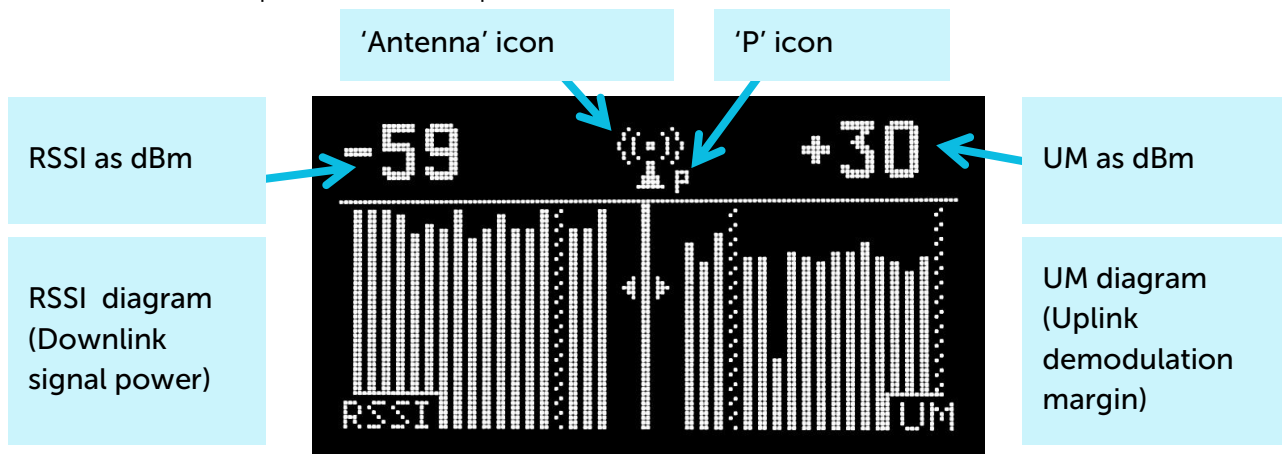 'Antenna' icon
'P' icon
RSSI as dBm
-59
P
+30
UM as dBm
RSSI diagram
(Downlink
signal power)
UM diagram
(Uplink
demodulation
margin)
RSSI
UM